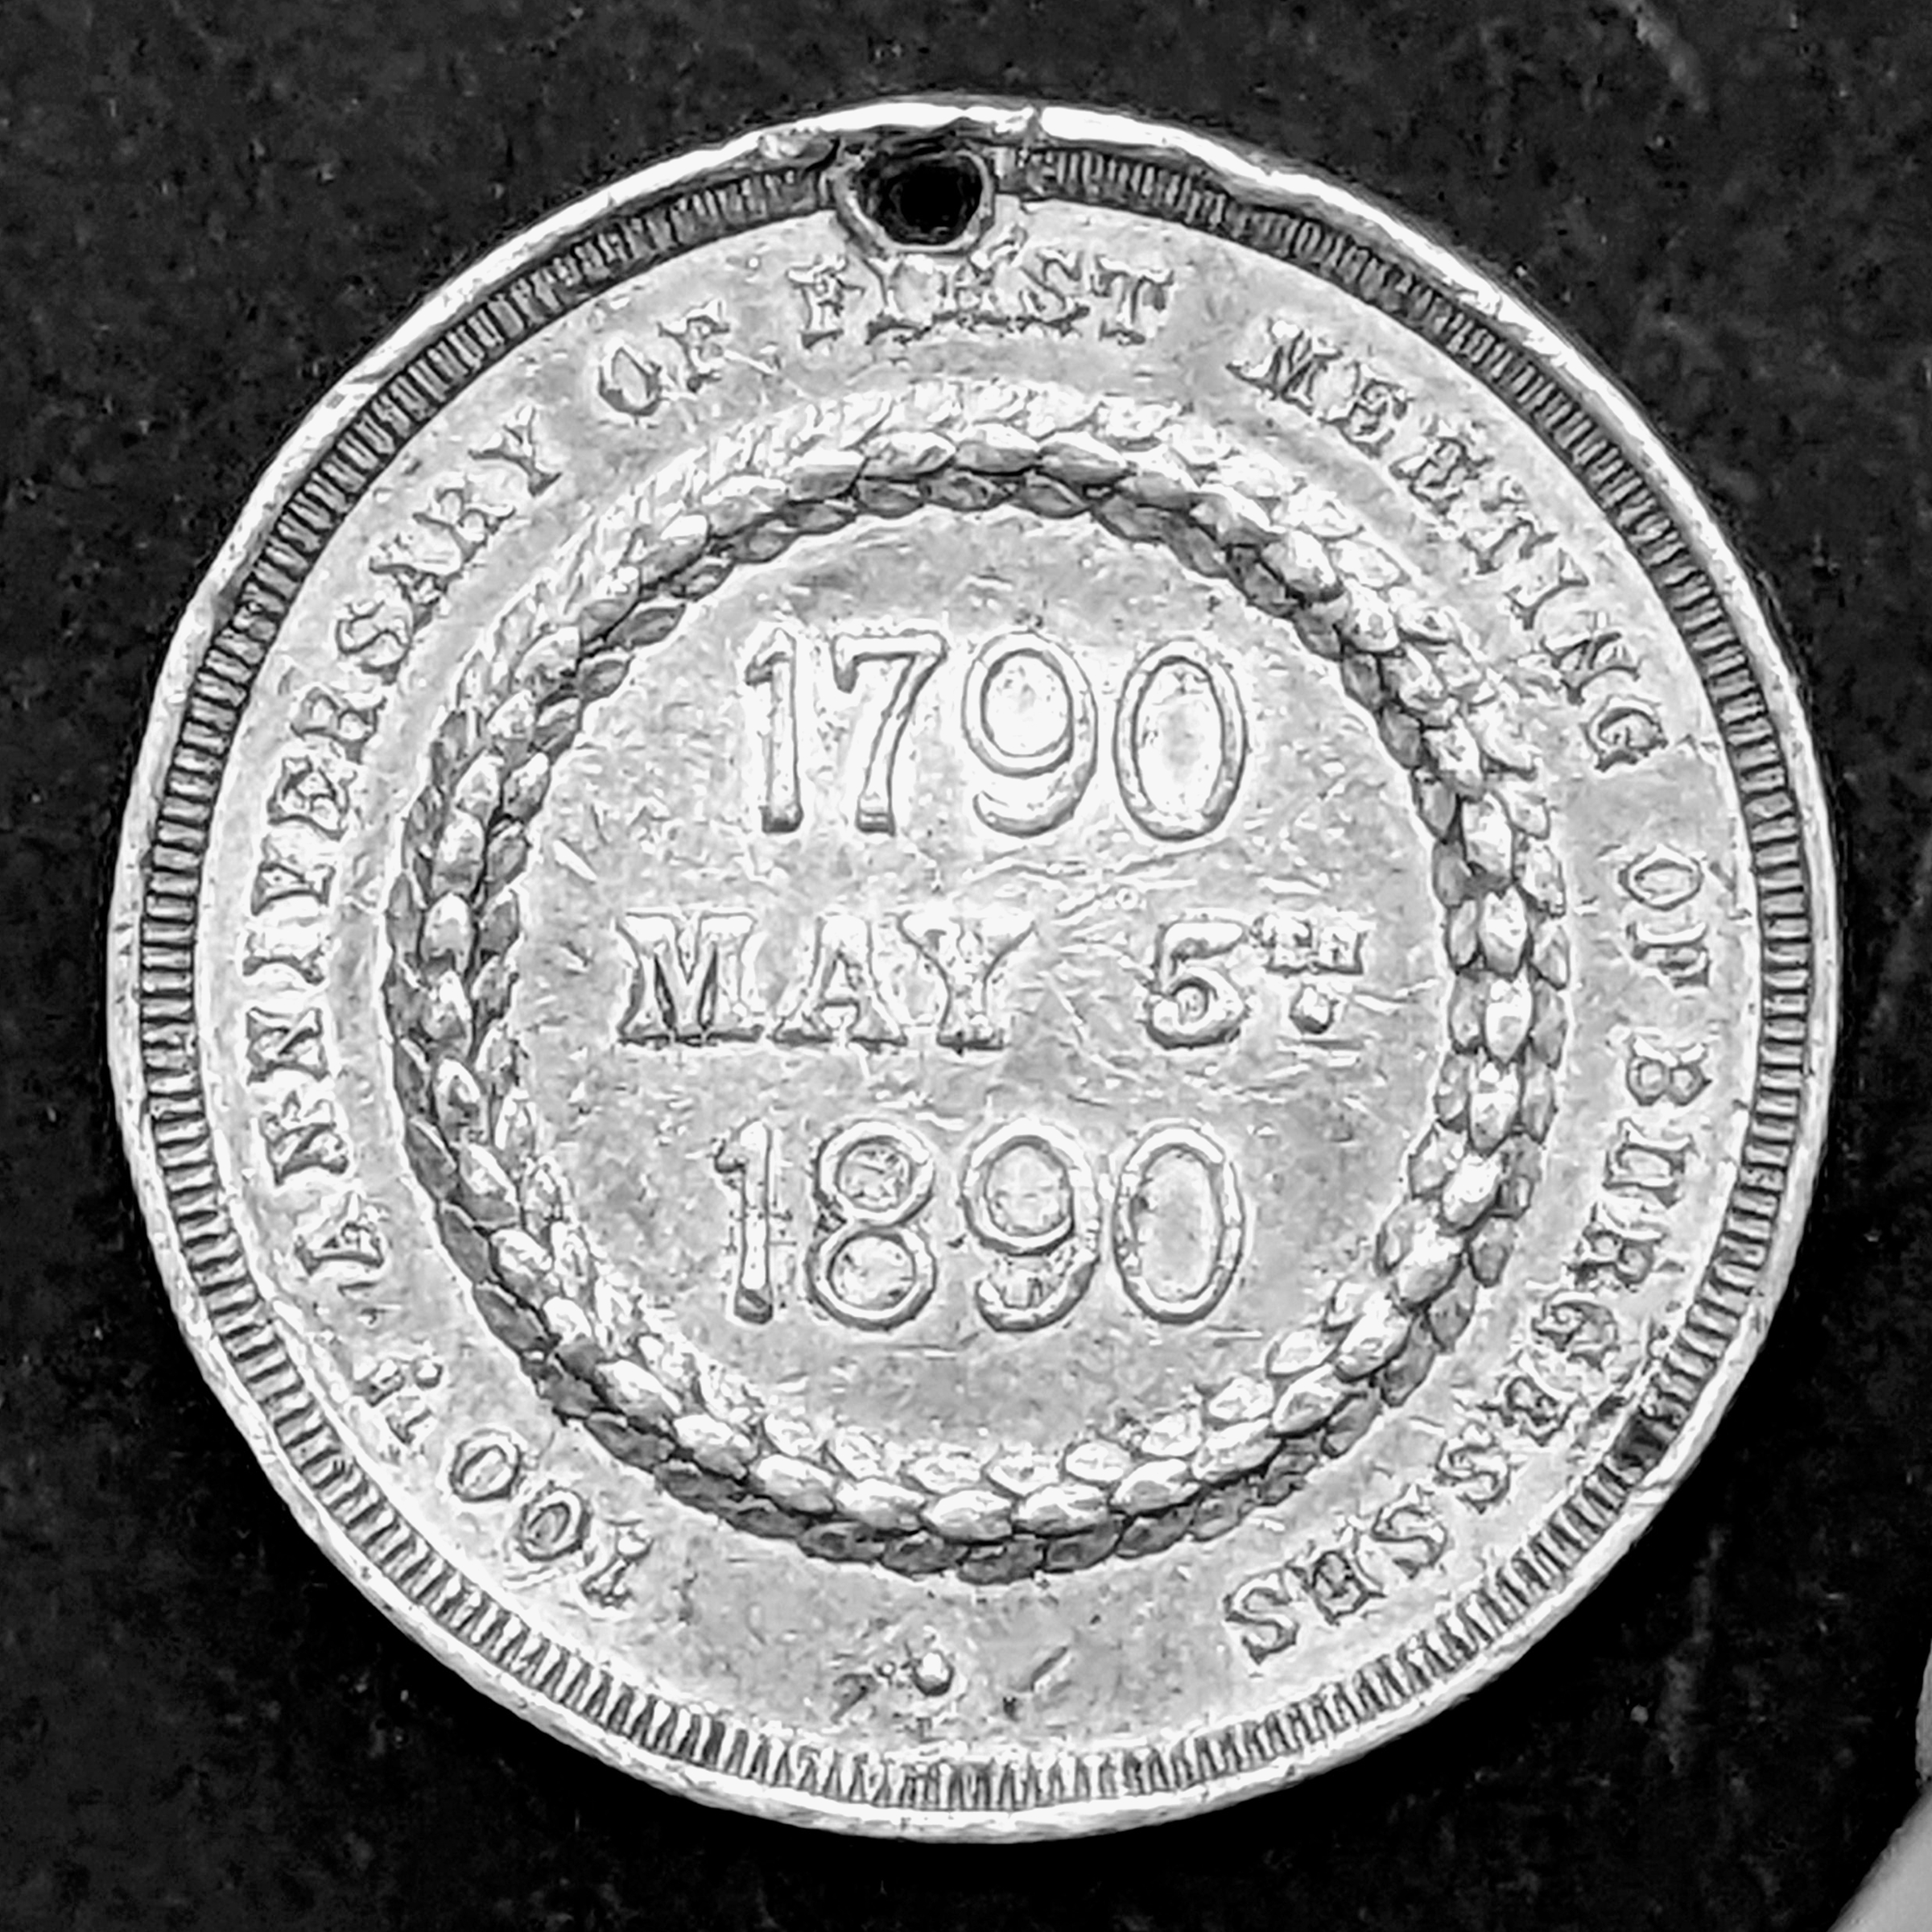 100TH ANNIVERSARY OF FIRST MEETING OF BURGESSES
1790
MAY 5TH
1890